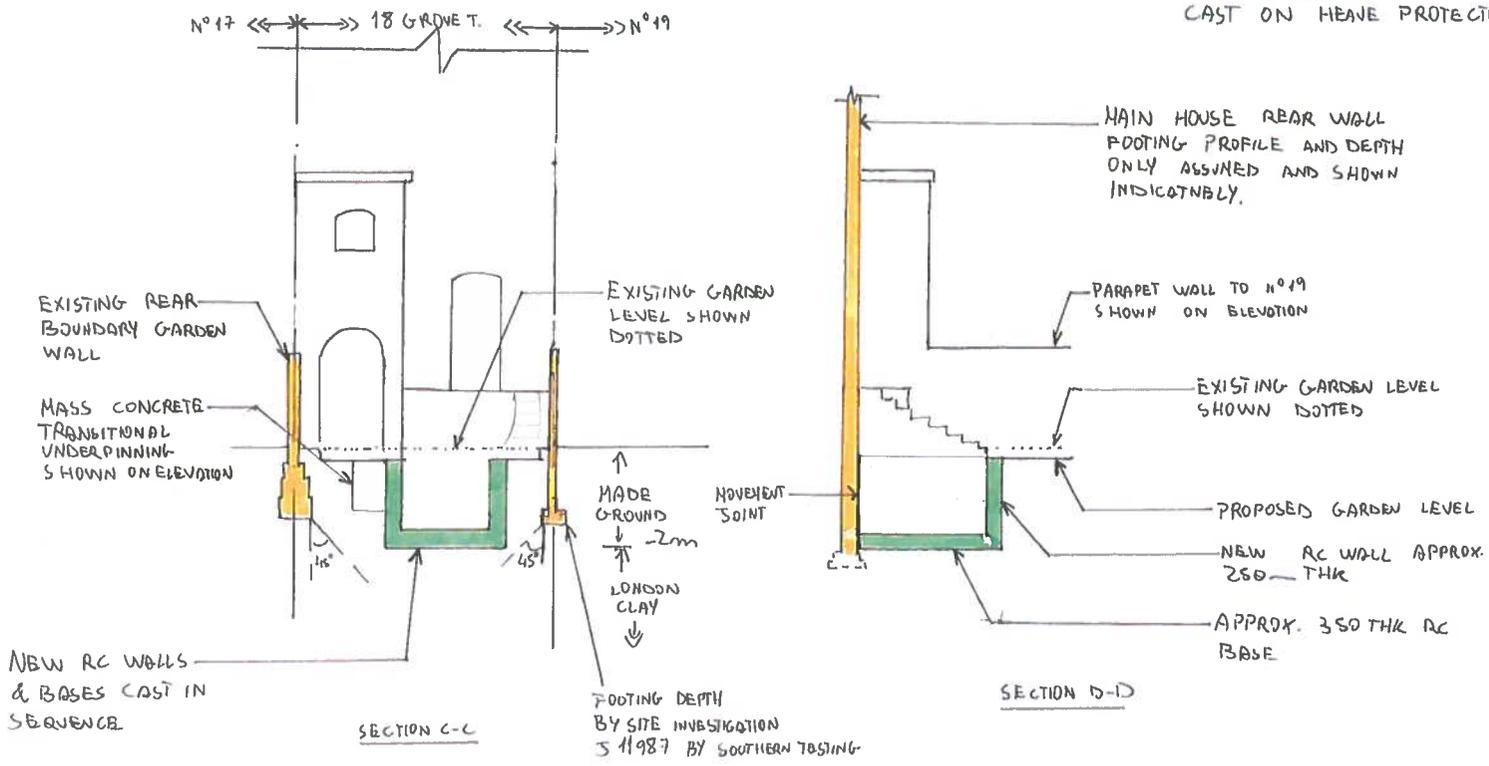 Nº 17
18 GROVE T.
Nº 19
CAST ON HEAVE PROTECT
EXISTING REAR
BOUNDARY GARDEN
WALL
MASS CONCRETE
TRANSITIONAL
UNDERPINNING
SHOWN ON ELEVATION
EXISTING GARDEN
LEVEL SHOWN
DOTTED
MADE
GROUND
-2m
LONDON
CLAY
45°
45°
NEW RC WALLS
& BASES CAST IN
SEQUENCE
SECTION C-C
FOOTING DEPTH
BY SITE INVESTIGATION
J 11987 BY SOUTHERN TESTING
MAIN HOUSE REAR WALL
FOOTING PROFILE AND DEPTH
ONLY ASSUMED AND SHOWN
INDICATIVELY.
PARAPET WALL TO Nº 19
SHOWN ON ELEVATION
EXISTING GARDEN LEVEL
SHOWN DOTTED
MOVEMENT
JOINT
PROPOSED GARDEN LEVEL
NEW RC WALL APPROX.
250 THK
APPROX. 350 THK RC
BASE
SECTION D-D